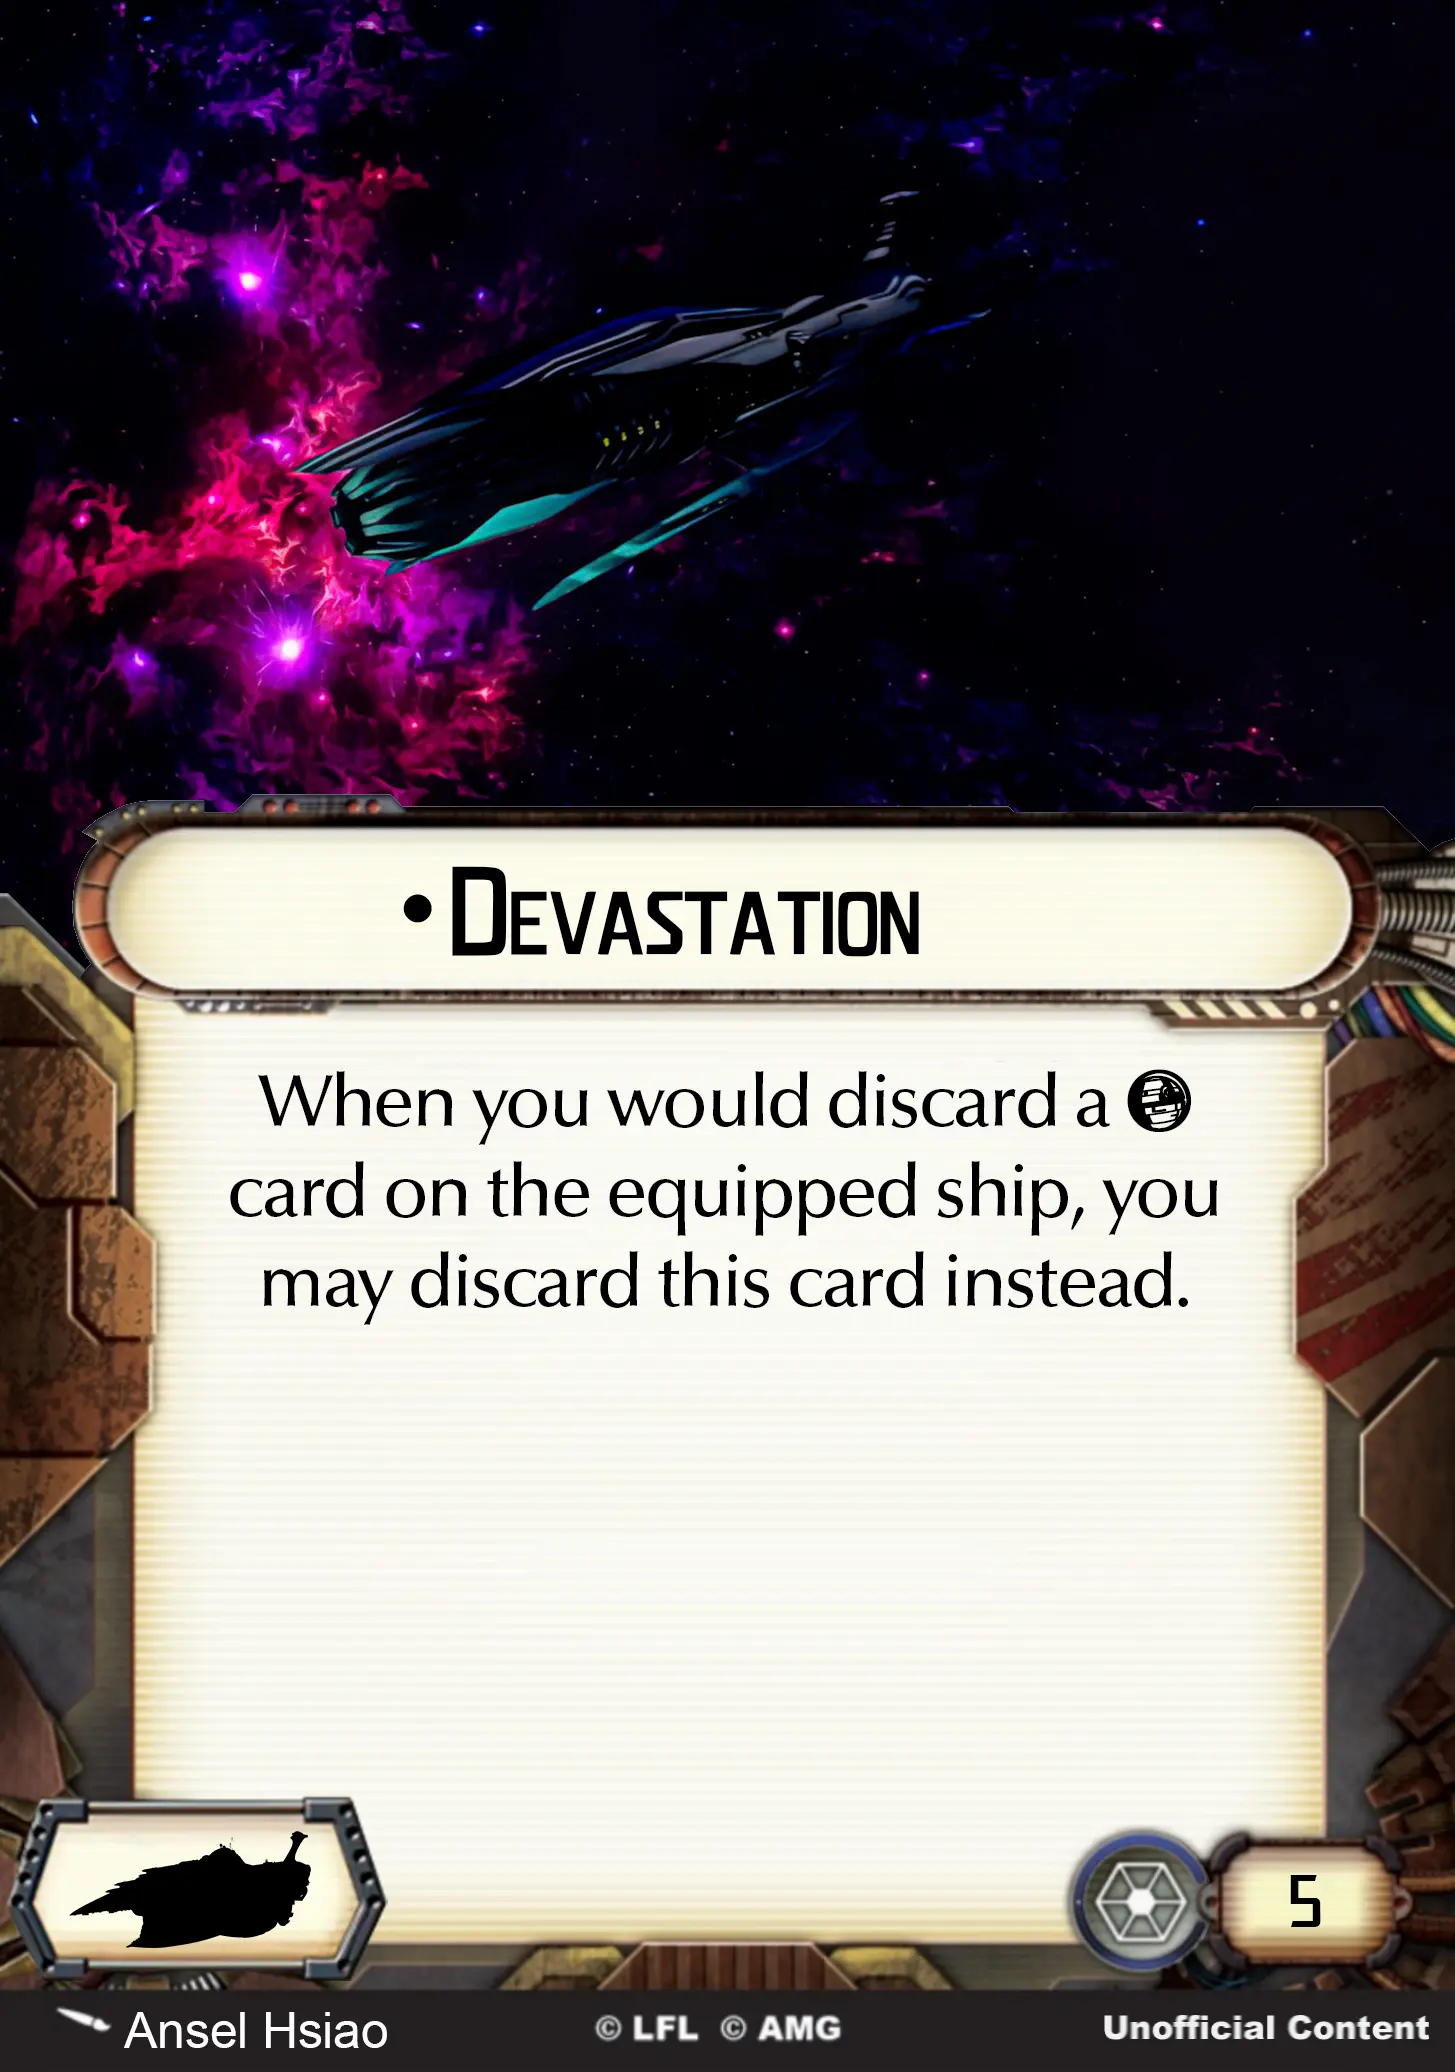 •Devastation
When you would discard a
card on the equipped ship, you
may discard this card instead.
5
Ansel Hsiao
© LFL © AMG
Unofficial Content